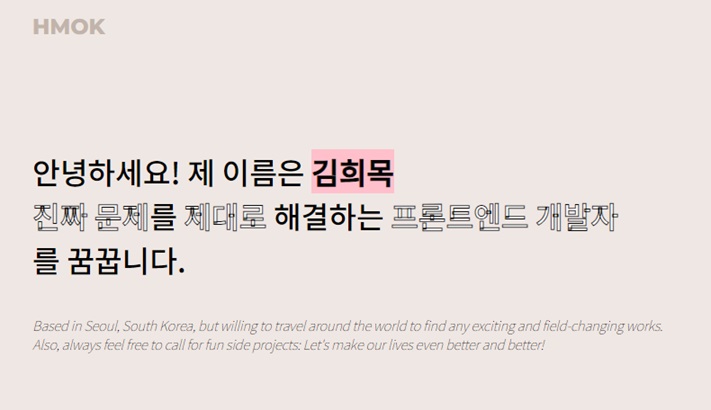 HMOK
안녕하세요! 제 이름은 김희목
진짜 문제를 제대로 해결하는 프론트엔드 개발자
를 꿈꿉니다.
Based in Seoul, South Korea, but willing to travel around the world to find any exciting and field-changing works.
Also, always feel free to call for fun side projects: Let's make our lives even better and better!